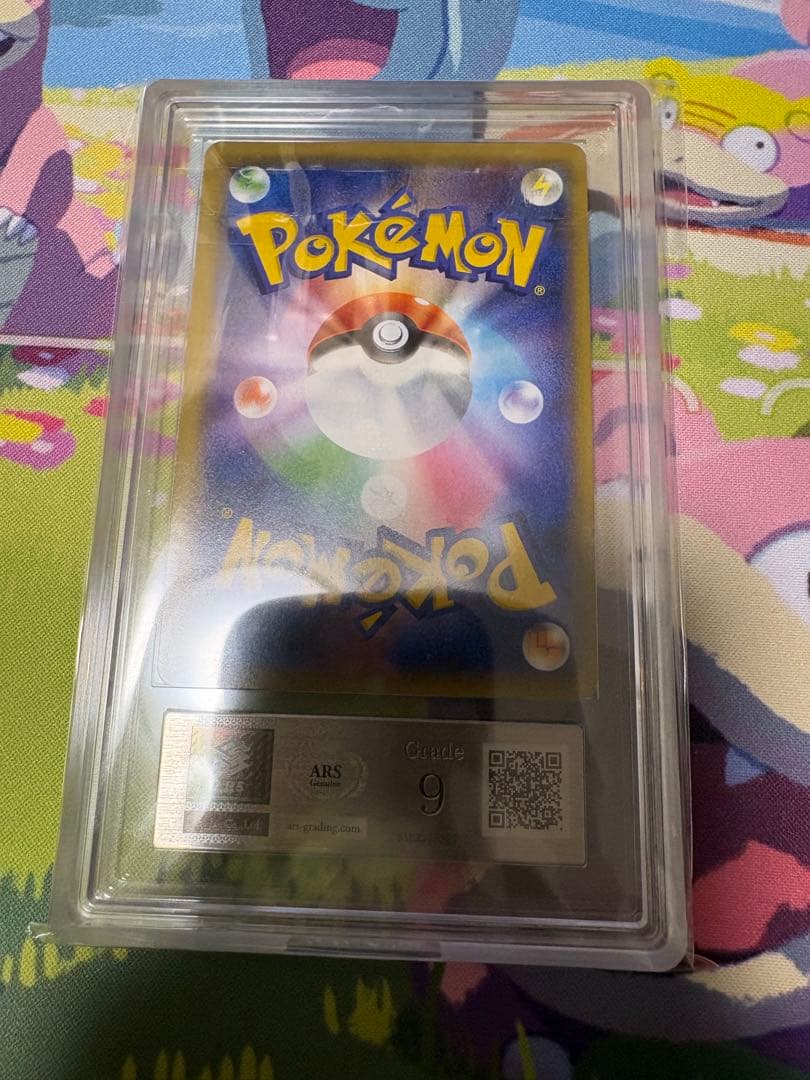 POKéMON
®
®
POKéMON
ARS
Genuine
ars-grading.com
Grade
9